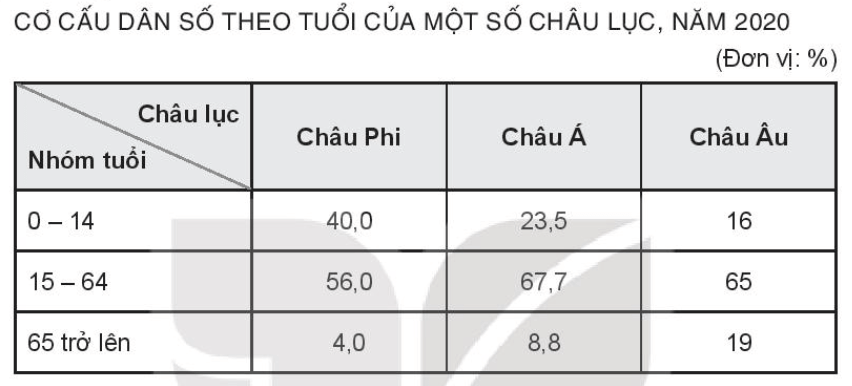 CƠ CẤU DÂN SỐ THEO TUỔI CỦA MỘT SỐ CHÂU LỤC, NĂM 2020
(Đơn vị: %)
Châu lục
Nhóm tuổi
Châu Phi Châu Á Châu Âu
0 – 14 40,0 23,5 16
15 – 64 56,0 67,7 65
65 trở lên 4,0 8,8 19